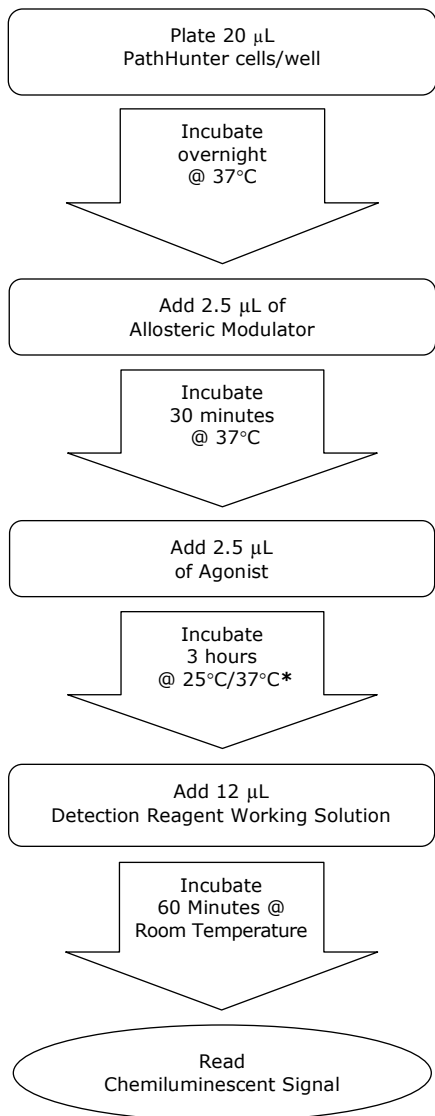 Plate 20 μL
PathHunter cells/well
Incubate
overnight
@ 37°C
Add 2.5 μL of
Allosteric Modulator
Incubate
30 minutes
@ 37°C
Add 2.5 μL
of Agonist
Incubate
3 hours
@ 25°C/37°C*
Add 12 μL
Detection Reagent Working Solution
Incubate
60 Minutes @
Room Temperature
Read
Chemiluminescent Signal